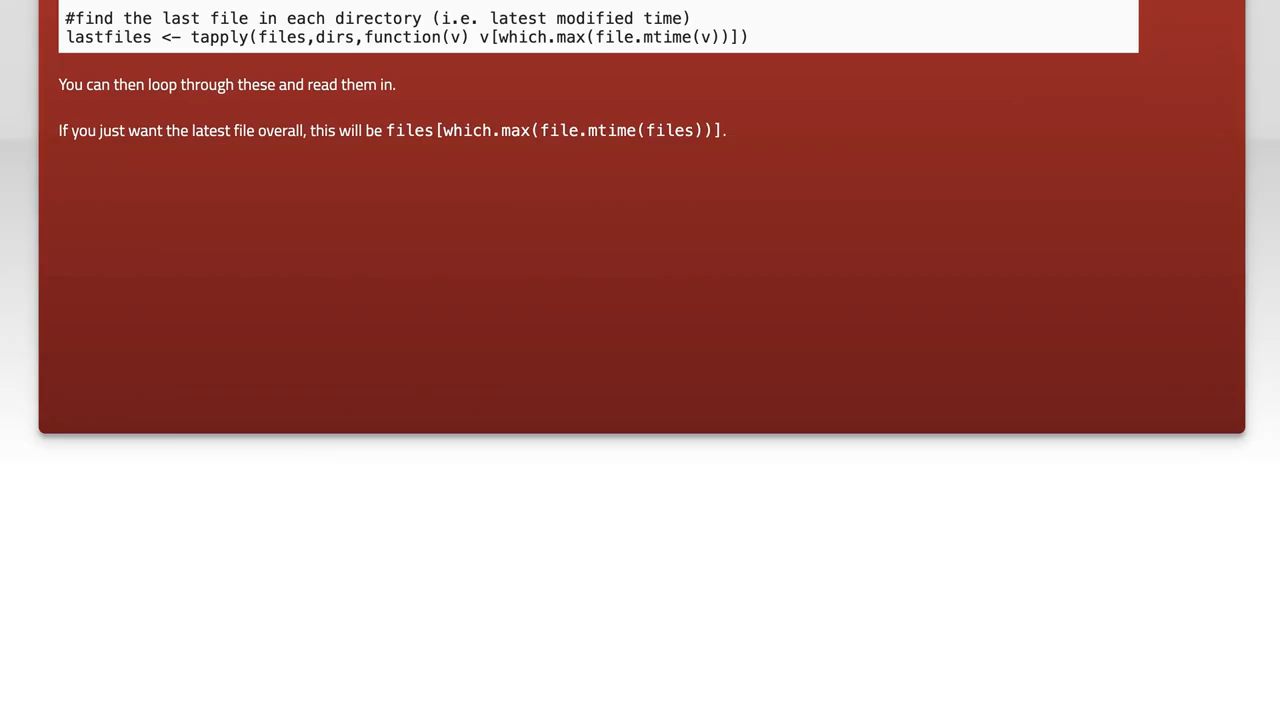 #find the last file in each directory (i.e. latest modified time)
lastfiles <- tapply(files,dirs,function(v) v[which.max(file.mtime(v))])
You can then loop through these and read them in.
If you just want the latest file overall, this will be files[which.max(file.mtime(files))].